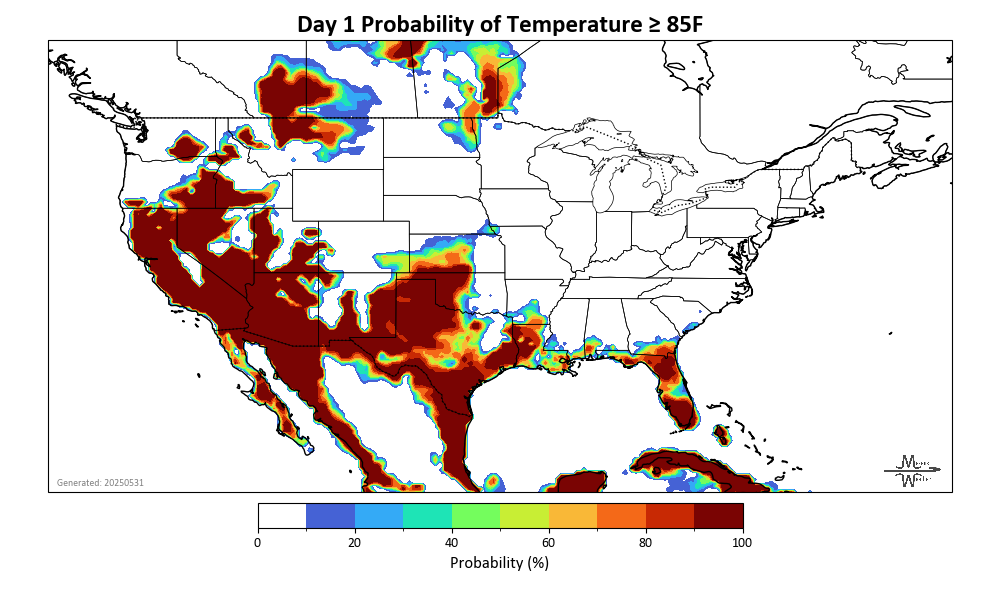 Day 1 Probability of Temperature ≥ 85F
Generated: 20250531
0 20 40 60 80 100
Probability (%)